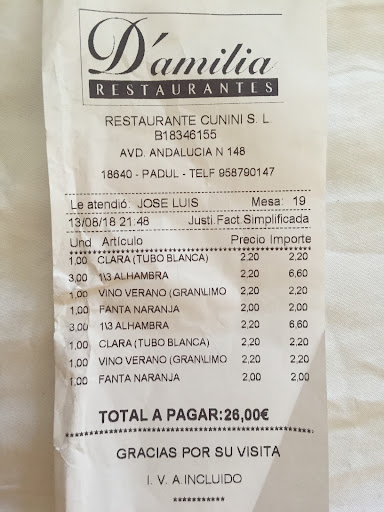 D'amilia
RESTAURANTES
RESTAURANTE CUNINI S. L
B18346155
AVD. ANDALUCIA N 148
18640 - PADUL - TELF 958790147
Le atendió: JOSE LUIS Mesa: 19
13/08/18 21:48 Justi.Fact.Simplificada
Und Artículo Precio Importe
1,00 CLARA (TUBO BLANCA) 2,20 2,20
3,00 1\3 ALHAMBRA 2,20 6,60
1,00 VINO VERANO (GRAN\LIMO 2,20 2,20
1,00 FANTA NARANJA 2,00 2,00
3,00 1\3 ALHAMBRA 2,20 6,60
1,00 CLARA (TUBO BLANCA) 2,20 2,20
1,00 VINO VERANO (GRAN\LIMO 2,20 2,20
1,00 FANTA NARANJA 2,00 2,00
TOTAL A PAGAR:26,00€
****************************************
GRACIAS POR SU VISITA
I. V. A INCLUIDO
**********